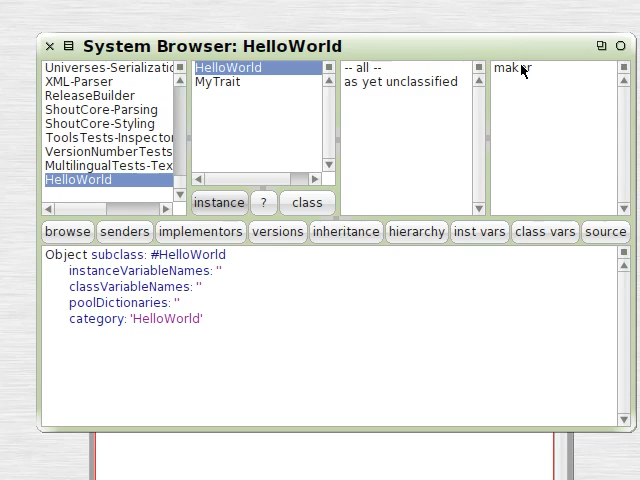 System Browser: HelloWorld
Universes-Serializatio
XML-Parser
ReleaseBuilder
ShoutCore-Parsing
ShoutCore-Styling
ToolsTests-Inspector
VersionNumberTests
MultilingualTests-Tex
HelloWorld
HelloWorld
MyTrait
instance
?
class
-- all --
as yet unclassified
maker
browse
senders
implementors
versions
inheritance
hierarchy
inst vars
class vars
source
Object subclass: #HelloWorld
instanceVariableNames: ''
classVariableNames: ''
poolDictionaries: ''
category: 'HelloWorld'